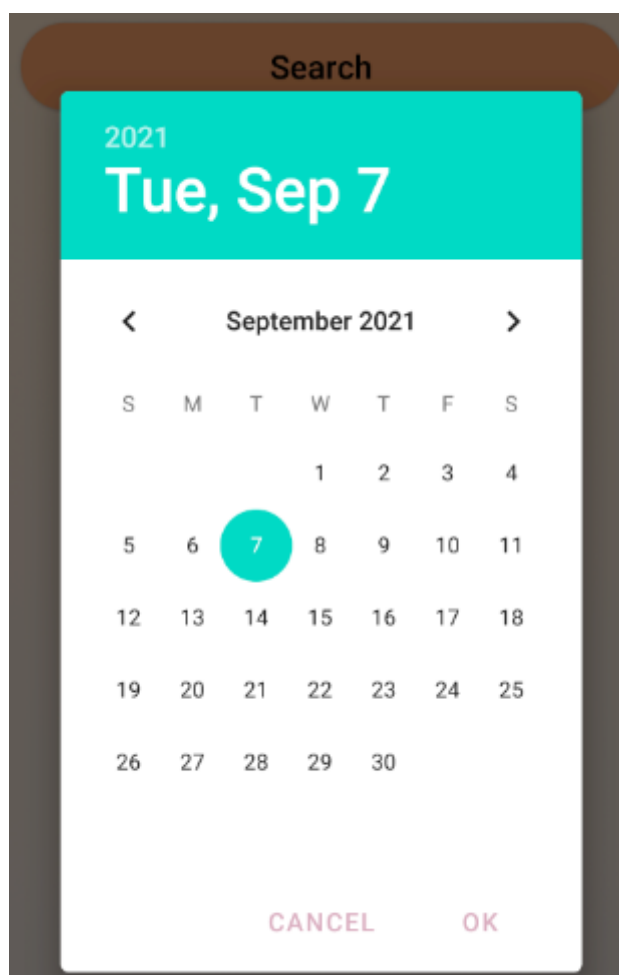 Search
2021
Tue, Sep 7
September 2021
S M T W T F S
1 2 3 4
5 6 7 8 9 10 11
12 13 14 15 16 17 18
19 20 21 22 23 24 25
26 27 28 29 30
CANCEL OK